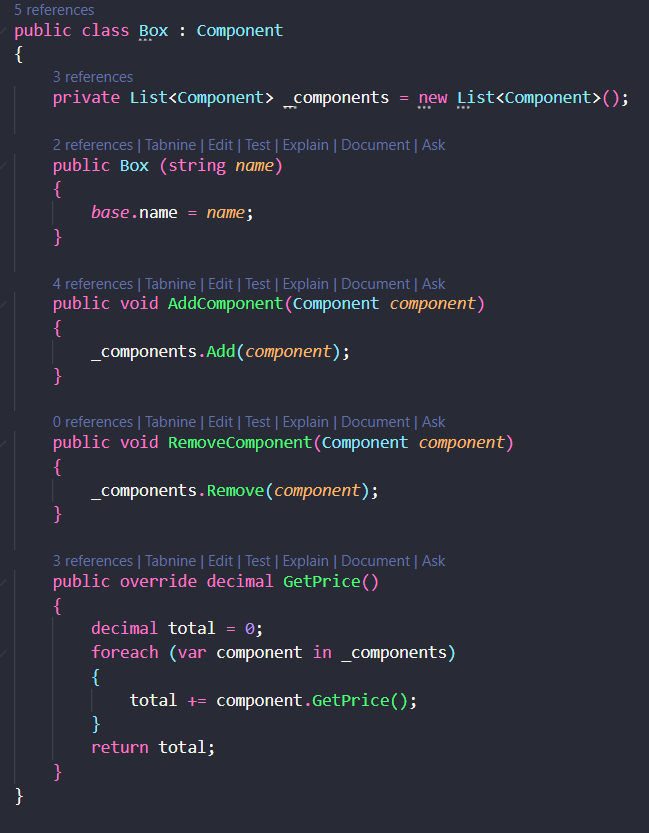 5 references
public class Box : Component
{
3 references
private List<Component> _components = new List<Component>();
2 references | Tabnine | Edit | Test | Explain | Document | Ask
public Box (string name)
{
base.name = name;
}
4 references | Tabnine | Edit | Test | Explain | Document | Ask
public void AddComponent(Component component)
{
_components.Add(component);
}
0 references | Tabnine | Edit | Test | Explain | Document | Ask
public void RemoveComponent(Component component)
{
_components.Remove(component);
}
3 references | Tabnine | Edit | Test | Explain | Document | Ask
public override decimal GetPrice()
{
decimal total = 0;
foreach (var component in _components)
{
total += component.GetPrice();
}
return total;
}
}